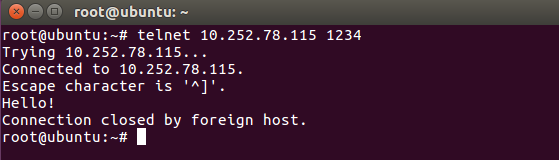 root@ubuntu: ~
root@ubuntu:~# telnet 10.252.78.115 1234
Trying 10.252.78.115...
Connected to 10.252.78.115.
Escape character is '^]'.
Hello!
Connection closed by foreign host.
root@ubuntu:~#